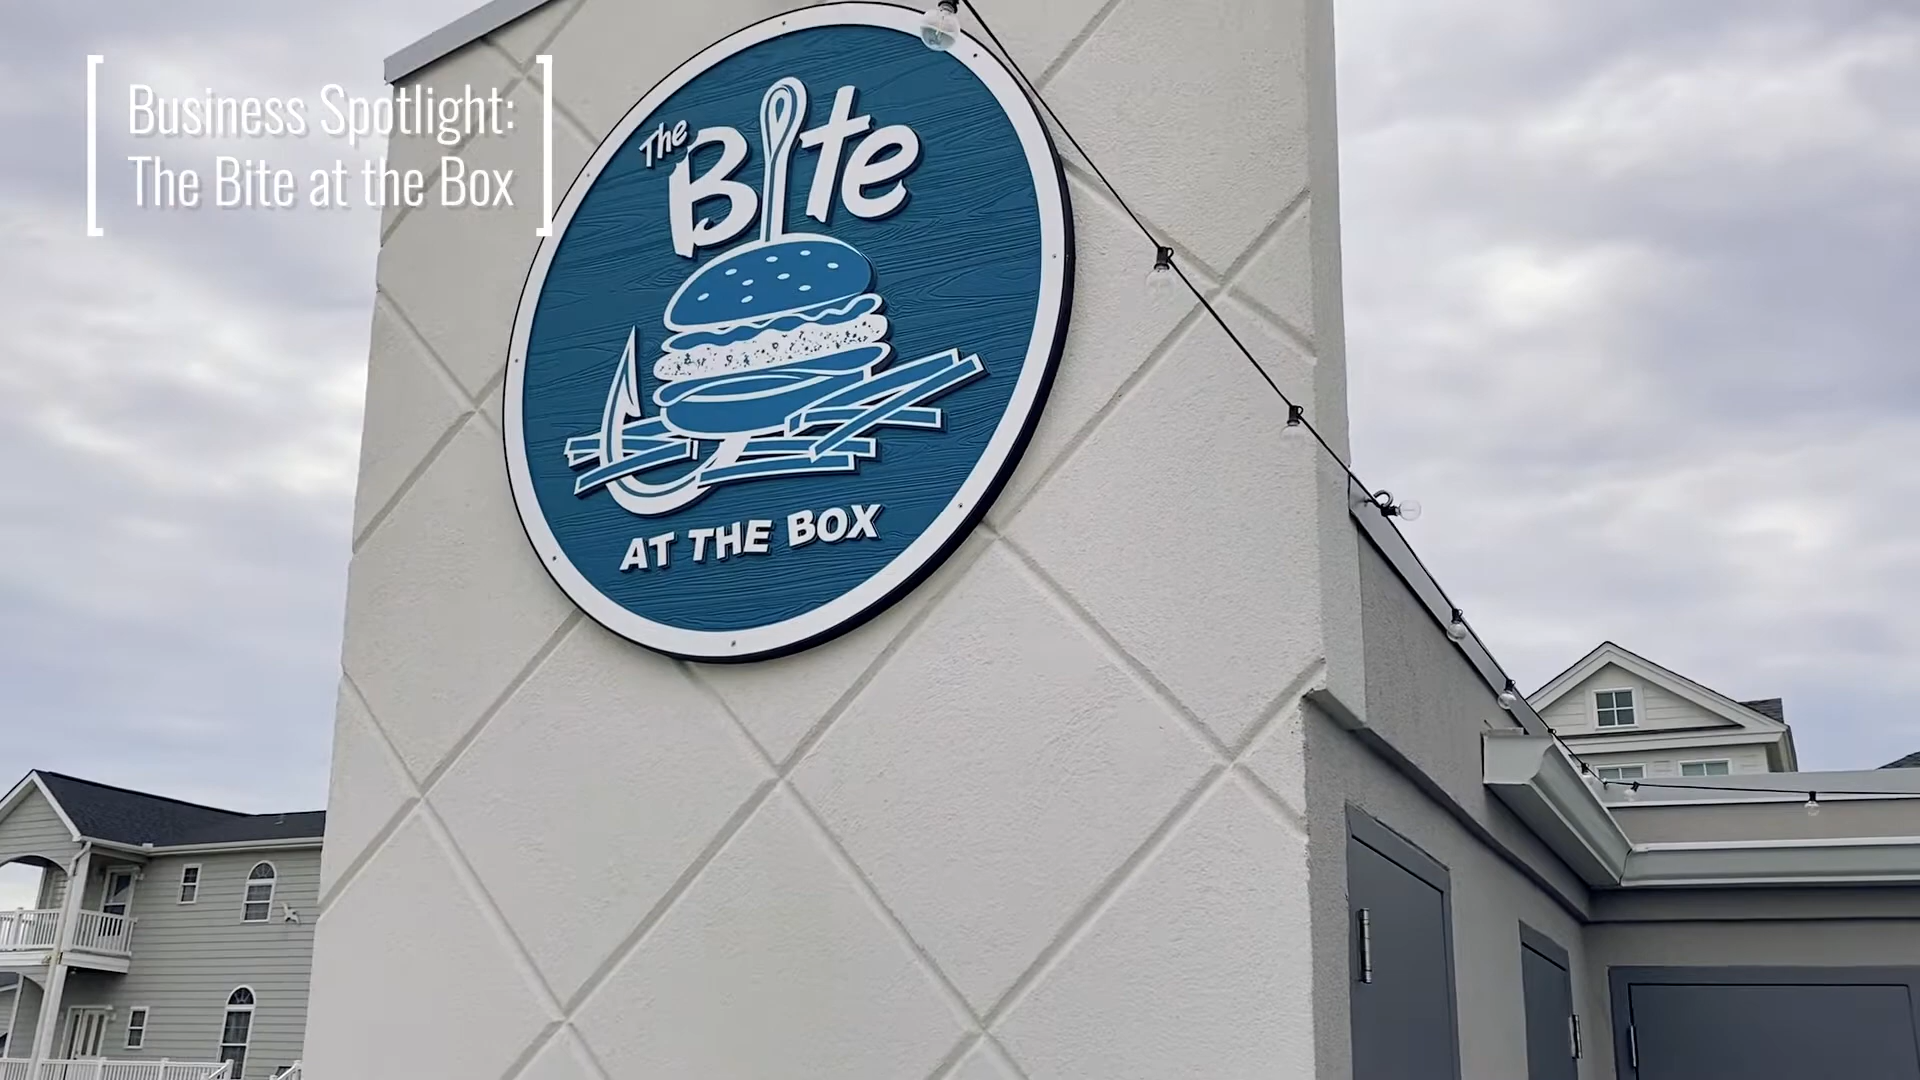 Business Spotlight:
The Bite at the Box
The Bite
AT THE BOX